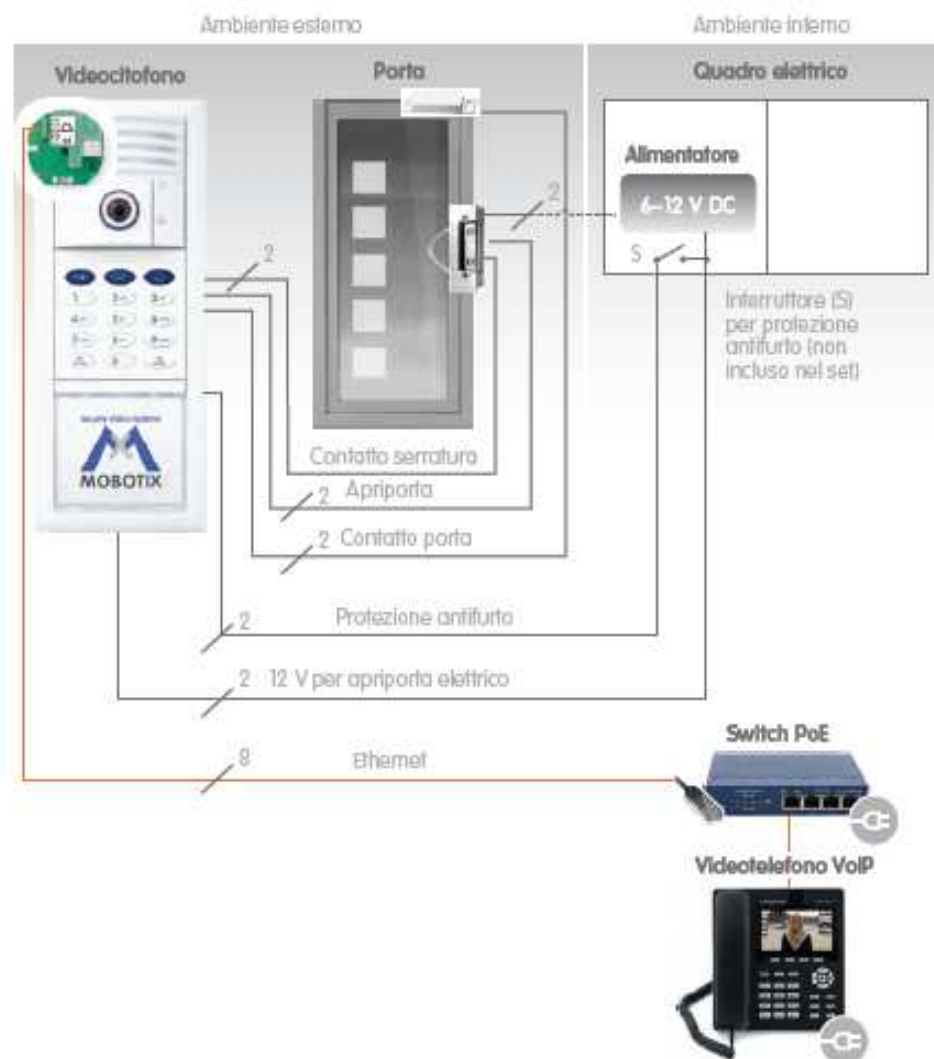 Ambiente esterno
Ambiente interno
Videocitofono
Porta
Quadro elettrico
Alimentatore
6–12 V DC
2
S
2
Interruttore (S)
per protezione
antifurto (non
incluso nel set)
MOBOTIX
Contatto serratura
2 Apriporta
2 Contatto porta
2 Protezione antifurto
2 12 V per apriporta elettrico
8 Ethernet
Switch PoE
Videotelefono VoIP